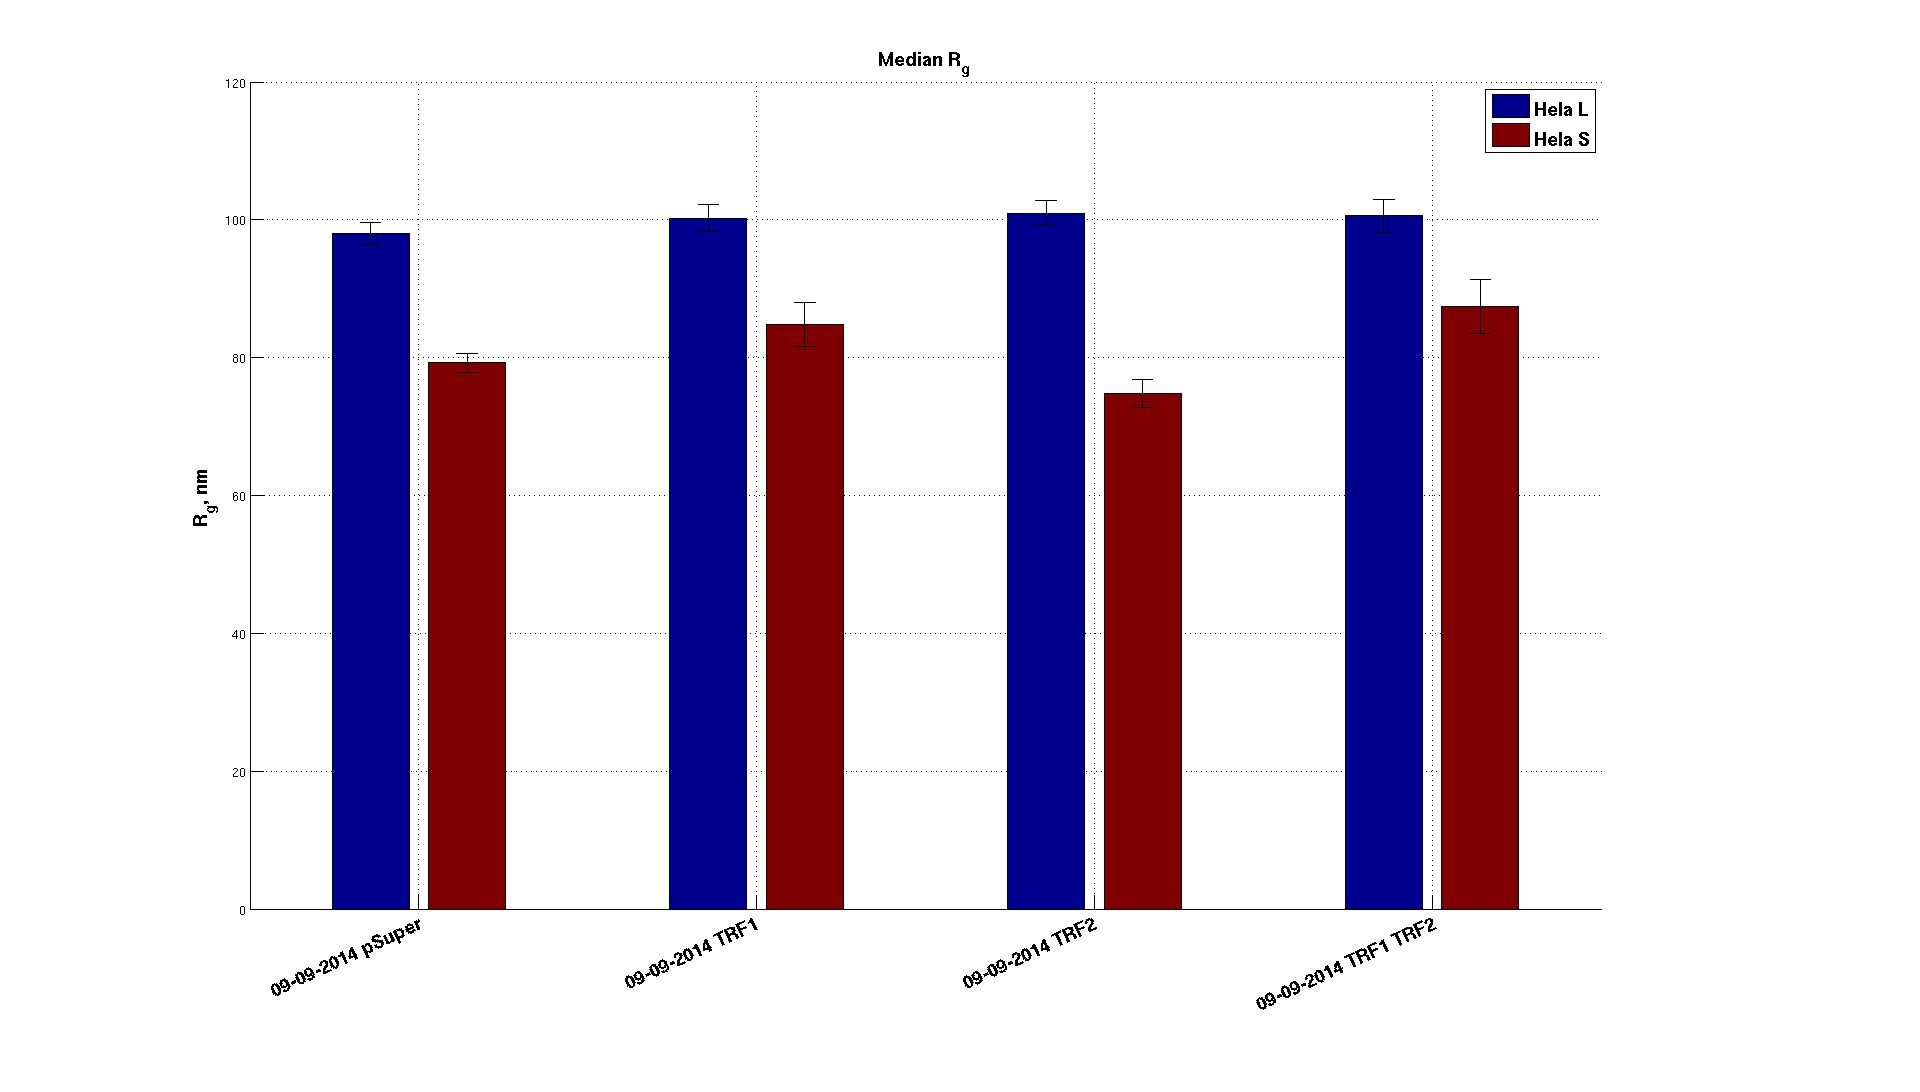 Median Rg
120
100
80
60
40
20
0
Rg, nm
Hela L
Hela S
09-09-2014 pSuper
09-09-2014 TRF1
09-09-2014 TRF2
09-09-2014 TRF1 TRF2